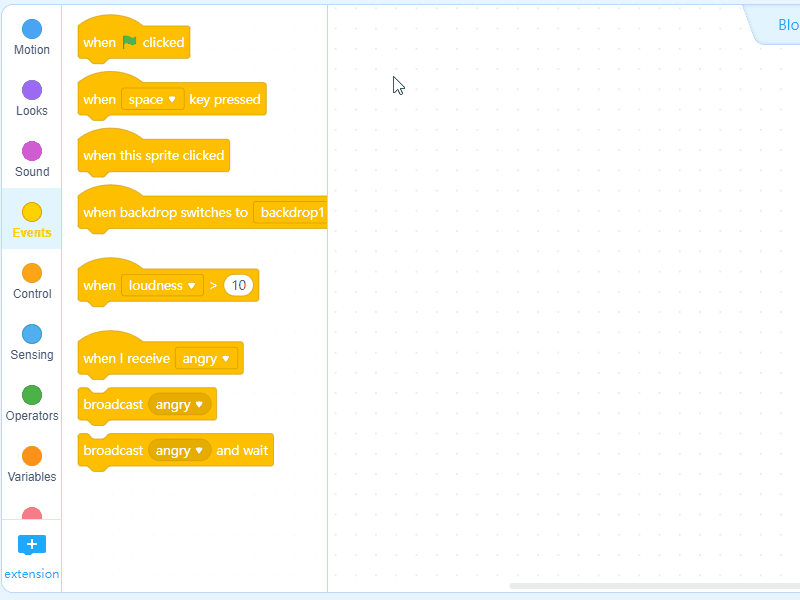 Motion
Looks
Sound
Events
Control
Sensing
Operators
Variables
extension
when clicked
when space key pressed
when this sprite clicked
when backdrop switches to backdrop1
when loudness > 10
when I receive angry
broadcast angry
broadcast angry and wait
Blo